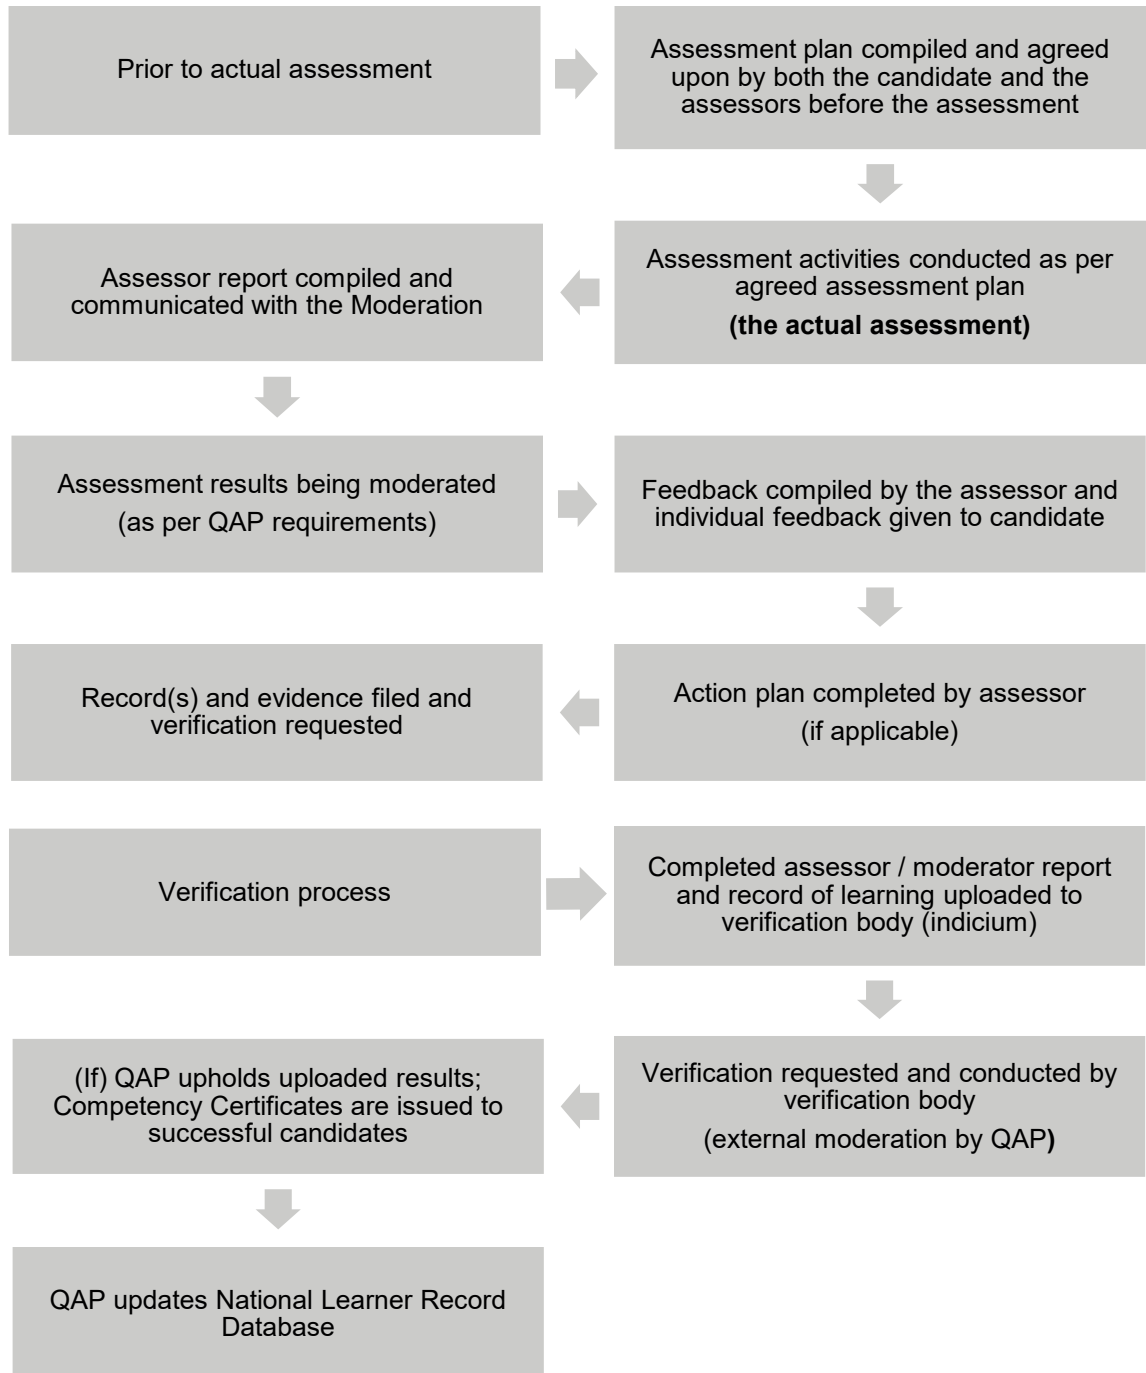 Prior to actual assessment
Assessment plan compiled and agreed
upon by both the candidate and the
assessors before the assessment
Assessment activities conducted as per
agreed assessment plan
(the actual assessment)
Assessor report compiled and
communicated with the Moderation
Assessment results being moderated
(as per QAP requirements)
Feedback compiled by the assessor and
individual feedback given to candidate
Action plan completed by assessor
(if applicable)
Record(s) and evidence filed and
verification requested
Verification process
Completed assessor / moderator report
and record of learning uploaded to
verification body (indicium)
Verification requested and conducted by
verification body
(external moderation by QAP)
(If) QAP upholds uploaded results;
Competency Certificates are issued to
successful candidates
QAP updates National Learner Record
Database